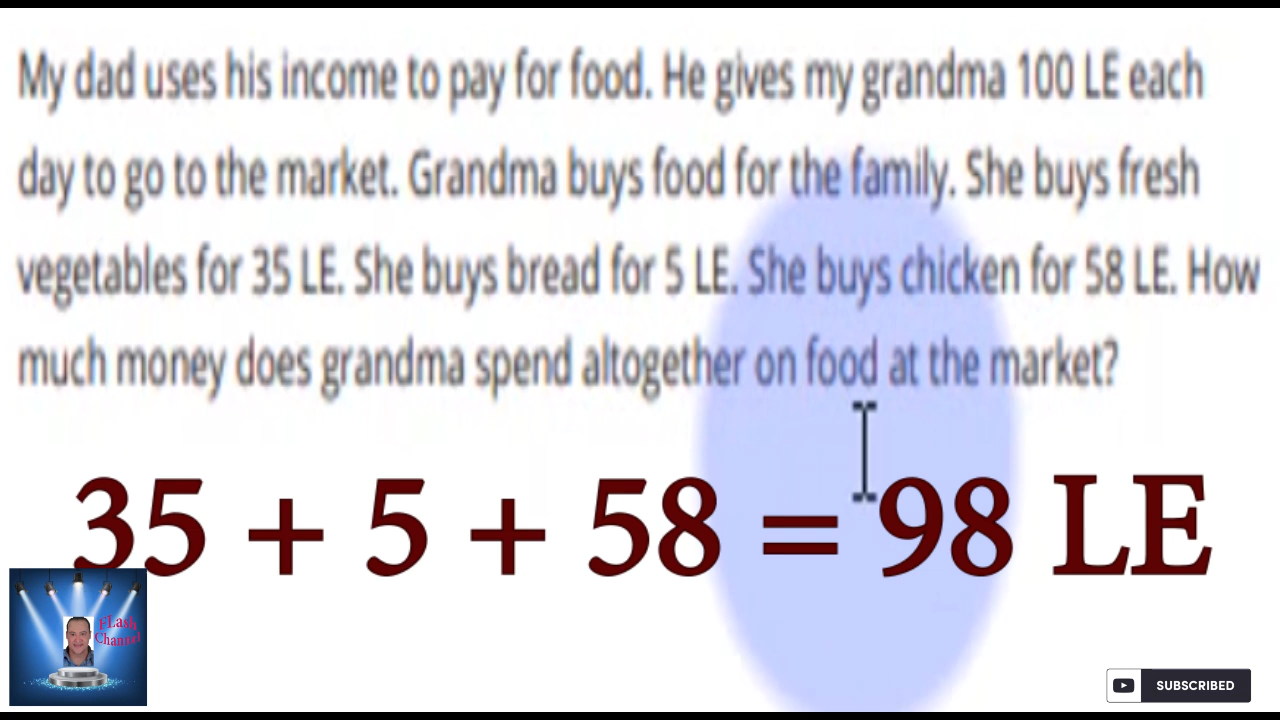 My dad uses his income to pay for food. He gives my grandma 100 LE each
day to go to the market. Grandma buys food for the family. She buys fresh
vegetables for 35 LE. She buys bread for 5 LE. She buys chicken for 58 LE. How
much money does grandma spend altogether on food at the market?
35 + 5 + 58 = 98 LE
FLash
Channel
SUBSCRIBED